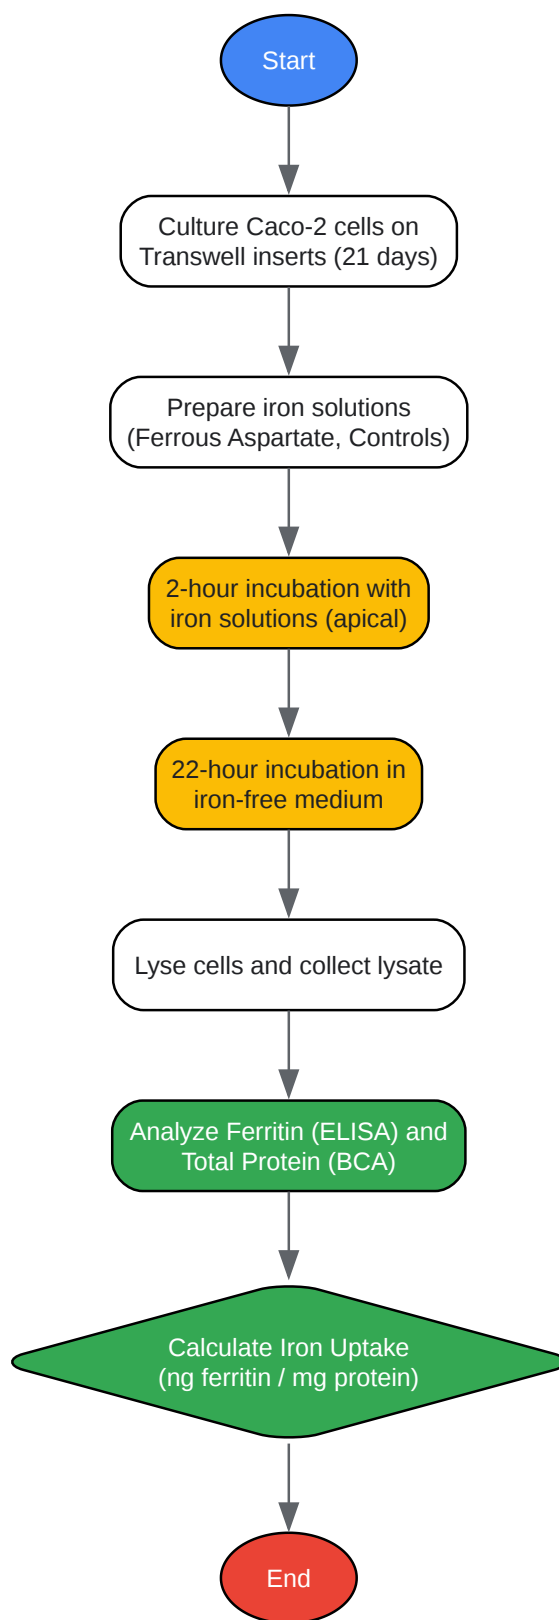 Start
Culture Caco-2 cells on
Transwell inserts (21 days)
Prepare iron solutions
(Ferrous Aspartate, Controls)
2-hour incubation with
iron solutions (apical)
22-hour incubation in
iron-free medium
Lyse cells and collect lysate
Analyze Ferritin (ELISA) and
Total Protein (BCA)
Calculate Iron Uptake
(ng ferritin / mg protein)
End